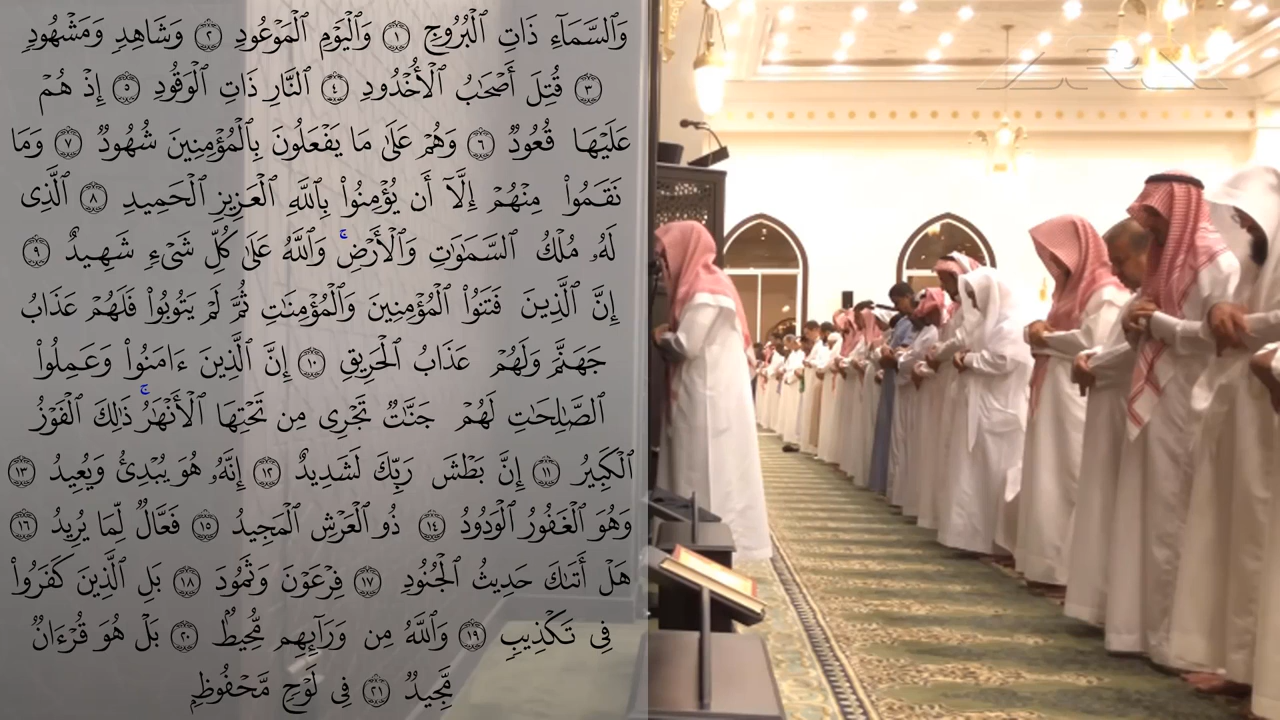 وَٱلسَّمَآءِ ذَاتِ ٱلْبُرُوجِ ١ وَٱلْيَوْمِ ٱلْمَوْعُودِ ٢ وَشَاهِدٍ وَمَشْهُودٍ
٣ قُتِلَ أَصْحَٰبُ ٱلْأُخْدُودِ ٤ ٱلنَّارِ ذَاتِ ٱلْوَقُودِ ٥ إِذْ هُمْ
عَلَيْهَا قُعُودٌ ٦ وَهُمْ عَلَىٰ مَا يَفْعَلُونَ بِٱلْمُؤْمِنِينَ شُهُودٌ ٧ وَمَا
نَقَمُوا۟ مِنْهُمْ إِلَّآ أَن يُؤْمِنُوا۟ بِٱللَّهِ ٱلْعَزِيزِ ٱلْحَمِيدِ ٨ ٱلَّذِى
لَهُۥ مُلْكُ ٱلسَّمَٰوَٰتِ وَٱلْأَرْضِ ۚ وَٱللَّهُ عَلَىٰ كُلِّ شَىْءٍ شَهِيدٌ ٩
إِنَّ ٱلَّذِينَ فَتَنُوا۟ ٱلْمُؤْمِنِينَ وَٱلْمُؤْمِنَٰتِ ثُمَّ لَمْ يَتُوبُوا۟ فَلَهُمْ عَذَابُ
جَهَنَّمَ وَلَهُمْ عَذَابُ ٱلْحَرِيقِ ١٠ إِنَّ ٱلَّذِينَ ءَامَنُوا۟ وَعَمِلُوا۟
ٱلصَّٰلِحَٰتِ لَهُمْ جَنَّٰتٌ تَجْرِى مِن تَحْتِهَا ٱلْأَنْهَٰرُ ۚ ذَٰلِكَ ٱلْفَوْزُ
ٱلْكَبِيرُ ١١ إِنَّ بَطْشَ رَبِّكَ لَشَدِيدٌ ١٢ إِنَّهُۥ هُوَ يُبْدِئُ وَيُعِيدُ ١٣
وَهُوَ ٱلْغَفُورُ ٱلْوَدُودُ ١٤ ذُو ٱلْعَرْشِ ٱلْمَجِيدُ ١٥ فَعَّالٌ لِّمَا يُرِيدُ ١٦
هَلْ أَتَىٰكَ حَدِيثُ ٱلْجُنُودِ ١٧ فِرْعَوْنَ وَثَمُودَ ١٨ بَلِ ٱلَّذِينَ كَفَرُوا۟
فِى تَكْذِيبٍ ١٩ وَٱللَّهُ مِن وَرَآئِهِم مُّحِيطٌۢ ٢٠ بَلْ هُوَ قُرْءَانٌ
مَّجِيدٌ ٢١ فِى لَوْحٍ مَّحْفُوظٍۭ